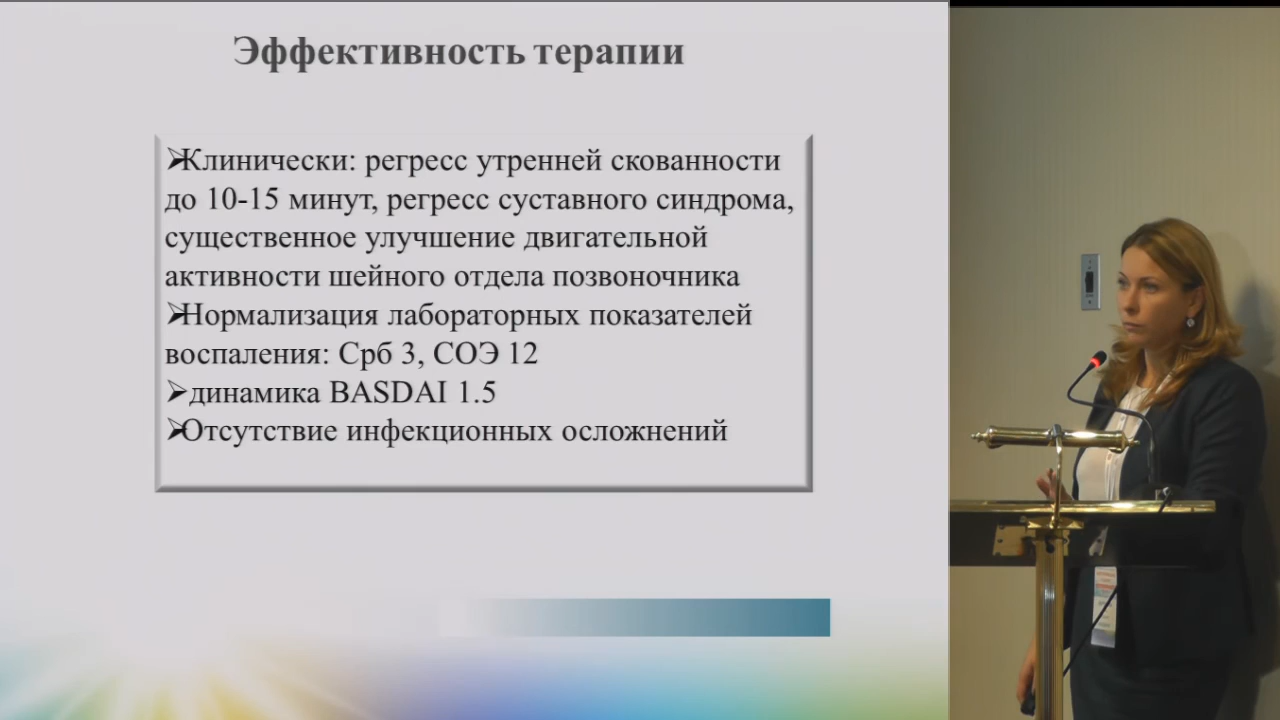 Эффективность терапии
Клинически: регресс утренней скованности
до 10-15 минут, регресс суставного синдрома,
существенное улучшение двигательной
активности шейного отдела позвоночника
Нормализация лабораторных показателей
воспаления: Срб 3, СОЭ 12
динамика BASDAI 1.5
Отсутствие инфекционных осложнений